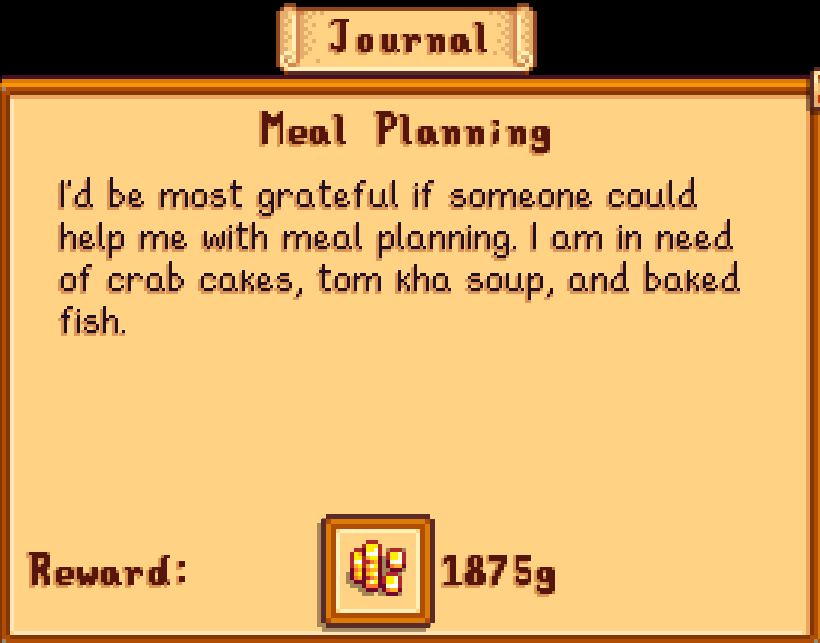 Journal
Meal Planning
I'd be most grateful if someone could
help me with meal planning. I am in need
of crab cakes, tom kha soup, and baked
fish.
Reward: 1875g